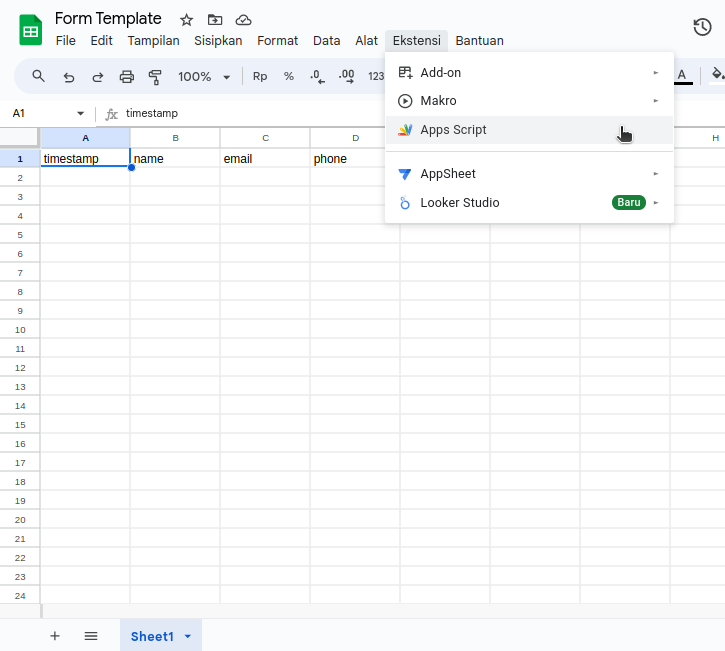 Form Template
File Edit Tampilan Sisipkan Format Data Alat Ekstensi Bantuan
100% Rp % .0 .00 123 A
A1 fx timestamp
Add-on
Makro
Apps Script
AppSheet
Looker Studio Baru
A B C D H
1 timestamp name email phone
2
3
4
5
6
7
8
9
10
11
12
13
14
15
16
17
18
19
20
21
22
23
24
Sheet1